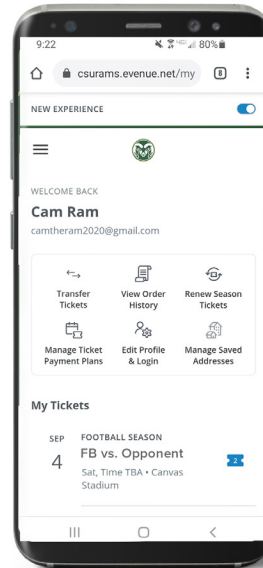 9:22
80%
csurams.evenue.net/my
8
NEW EXPERIENCE
WELCOME BACK
Cam Ram
camtheram2020@gmail.com
Transfer
Tickets
View Order
History
Renew Season
Tickets
Manage Ticket
Payment Plans
Edit Profile
& Login
Manage Saved
Addresses
My Tickets
SEP
4
FOOTBALL SEASON
FB vs. Opponent
Sat, Time TBA • Canvas
Stadium
2